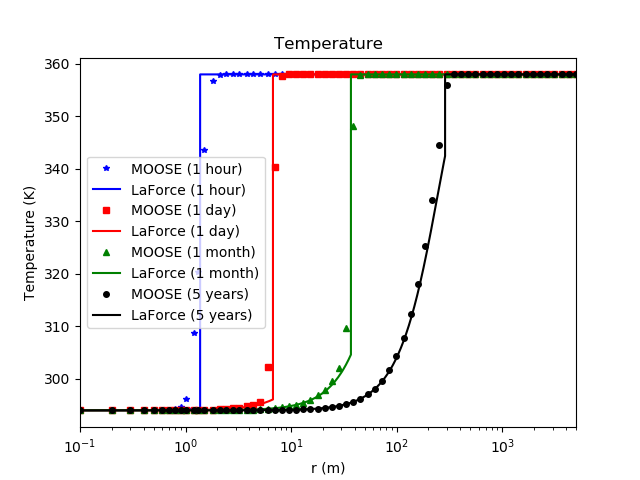 Temperature
360
350
340
330
320
310
300
Temperature (K)
MOOSE (1 hour)
LaForce (1 hour)
MOOSE (1 day)
LaForce (1 day)
MOOSE (1 month)
LaForce (1 month)
MOOSE (5 years)
LaForce (5 years)
10⁻¹ 10⁰ 10¹ 10² 10³
r (m)